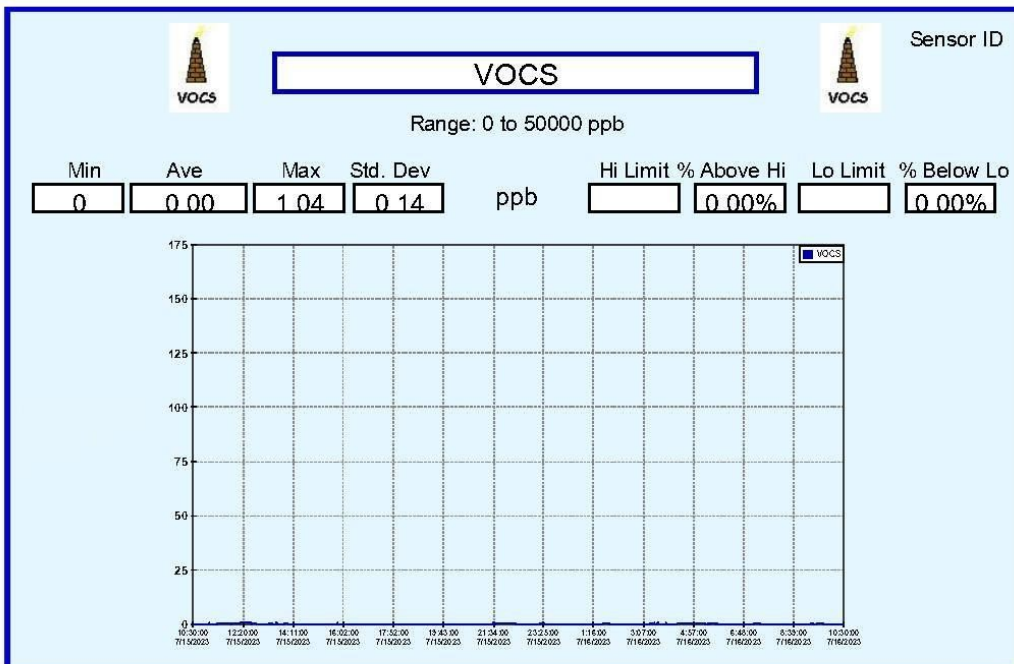 Sensor ID
VOCS
VOCS
VOCS
Range: 0 to 50000 ppb
Min Ave Max Std. Dev Hi Limit % Above Hi Lo Limit % Below Lo
0 0.00 1.04 0.14 ppb 0.00% 0.00%
VOCS
175
150
125
100
75
50
25
0
10:30:00 12:20:00 14:11:00 16:02:00 17:52:00 19:43:00 21:34:00 23:25:00 1:16:00 3:07:00 4:57:00 6:48:00 8:39:00 10:30:00
7/15/2023 7/15/2023 7/15/2023 7/15/2023 7/15/2023 7/15/2023 7/15/2023 7/15/2023 7/16/2023 7/16/2023 7/16/2023 7/16/2023 7/16/2023 7/16/2023